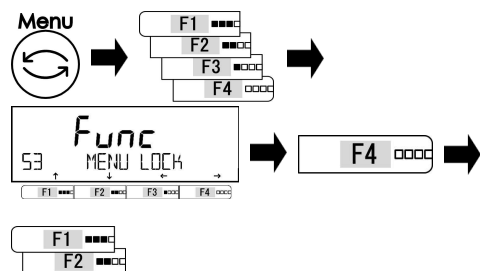 Menu
F1
F2
F3
F4
Func
53 MENU LOCK
↑ ↓ ← →
F1 F2 F3 F4
F4
F1
F2